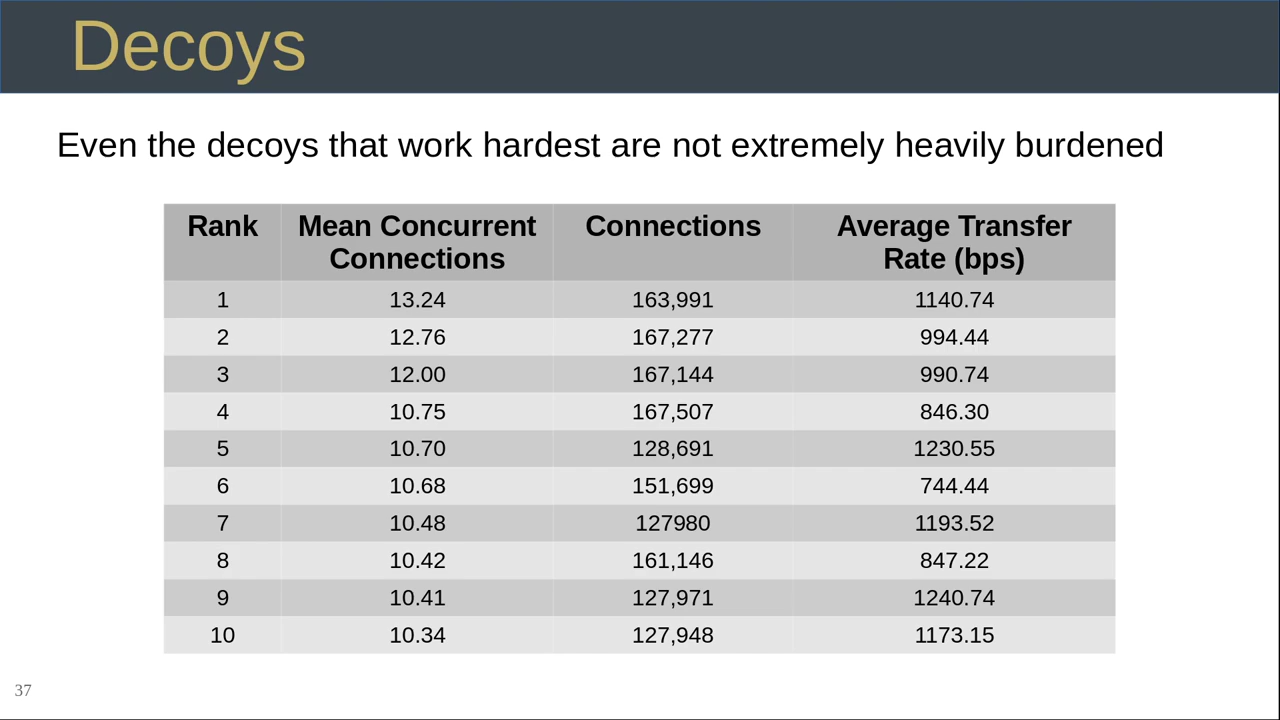 Decoys
Even the decoys that work hardest are not extremely heavily burdened
Rank Mean Concurrent Connections Connections Average Transfer Rate (bps)
1 13.24 163,991 1140.74
2 12.76 167,277 994.44
3 12.00 167,144 990.74
4 10.75 167,507 846.30
5 10.70 128,691 1230.55
6 10.68 151,699 744.44
7 10.48 127980 1193.52
8 10.42 161,146 847.22
9 10.41 127,971 1240.74
10 10.34 127,948 1173.15
37